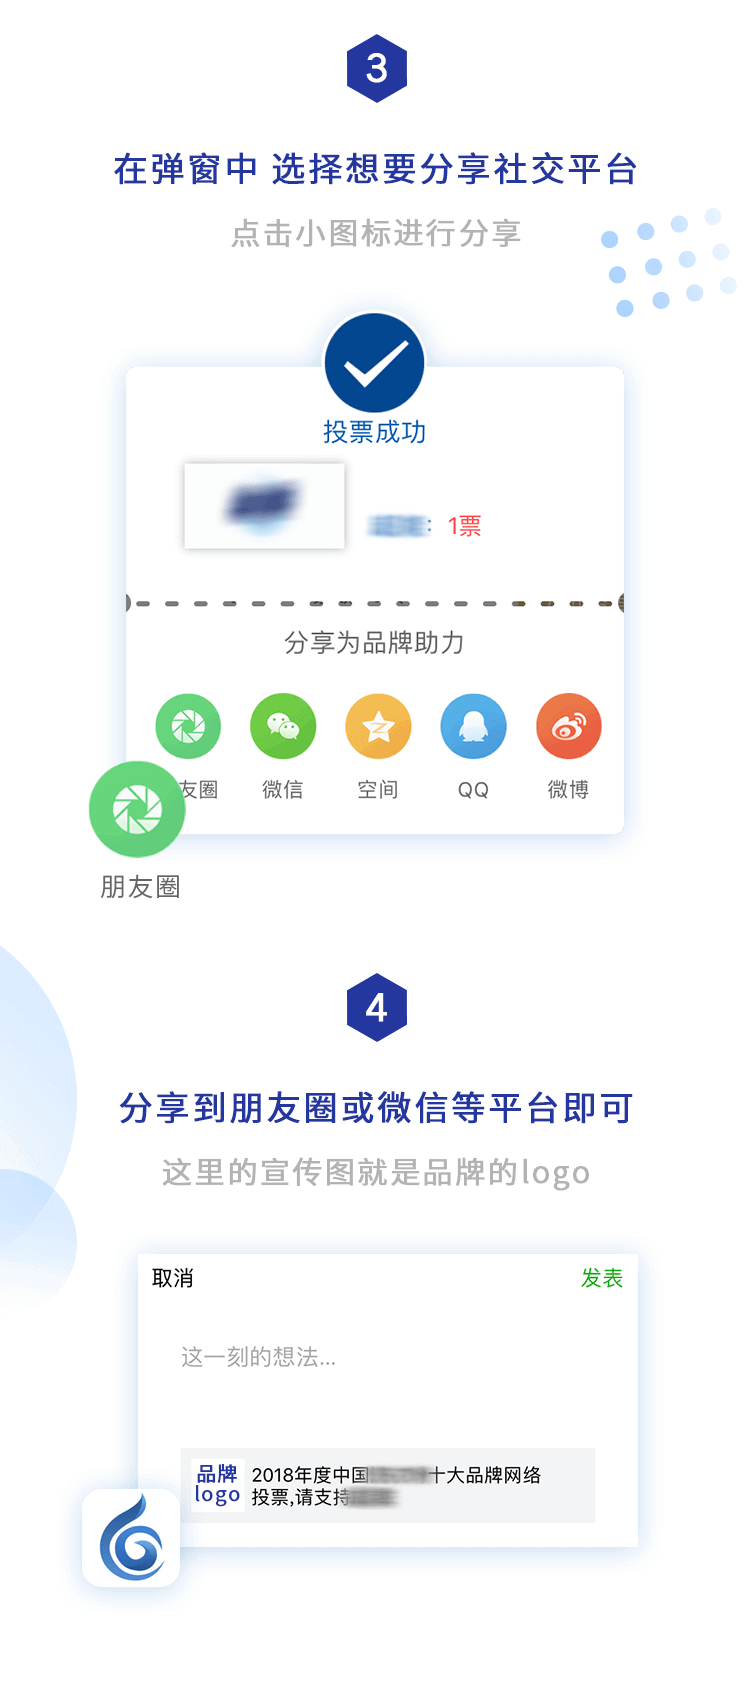 3
在弹窗中 选择想要分享社交平台
点击小图标进行分享
投票成功
: 1票
分享为品牌助力
友圈 微信 空间 QQ 微博
朋友圈
4
分享到朋友圈或微信等平台即可
这里的宣传图就是品牌的logo
取消 发表
这一刻的想法...
品牌
logo
2018年度中国 十大品牌网络
投票,请支持